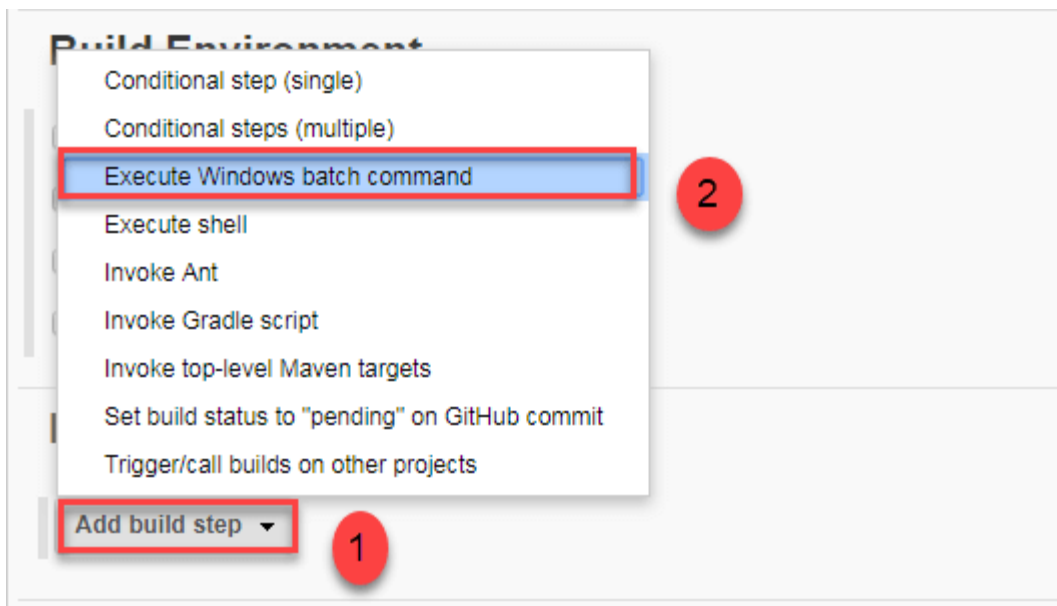 Build Environment
Conditional step (single)
Conditional steps (multiple)
Execute Windows batch command
2
Execute shell
Invoke Ant
Invoke Gradle script
Invoke top-level Maven targets
Set build status to "pending" on GitHub commit
Trigger/call builds on other projects
Add build step
1